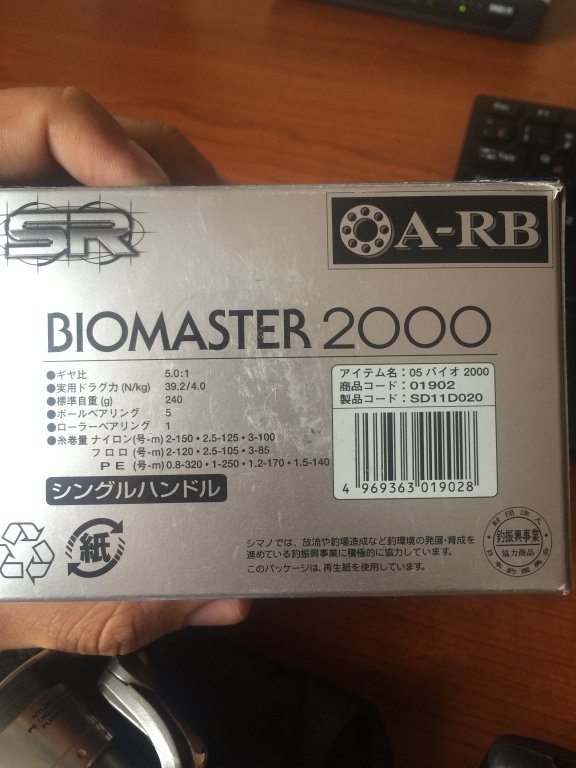 SR
A-RB
BIOMASTER 2000
●ギヤ比 5.0:1
●実用ドラグ力(N/kg) 39.2/4.0
●標準自重(g) 240
●ボールベアリング 5
●ローラーベアリング 1
●糸巻量 ナイロン(号-m) 2-150・2.5-125・3-100
フロロ(号-m) 2-120・2.5-105・3-85
PE(号-m) 0.8-320・1-250・1.2-170・1.5-140
シングルハンドル
アイテム名:05 バイオ 2000
商品コード:01902
製品コード:SD11D020
4 969363 019028
紙
シマノでは、放流や釣場造成など釣環境の発展・育成を
進めている釣振興事業に積極的に協力しています。
このパッケージは、再生紙を使用しています。
財団法人
釣振興事業
協力商品
日本釣振興会